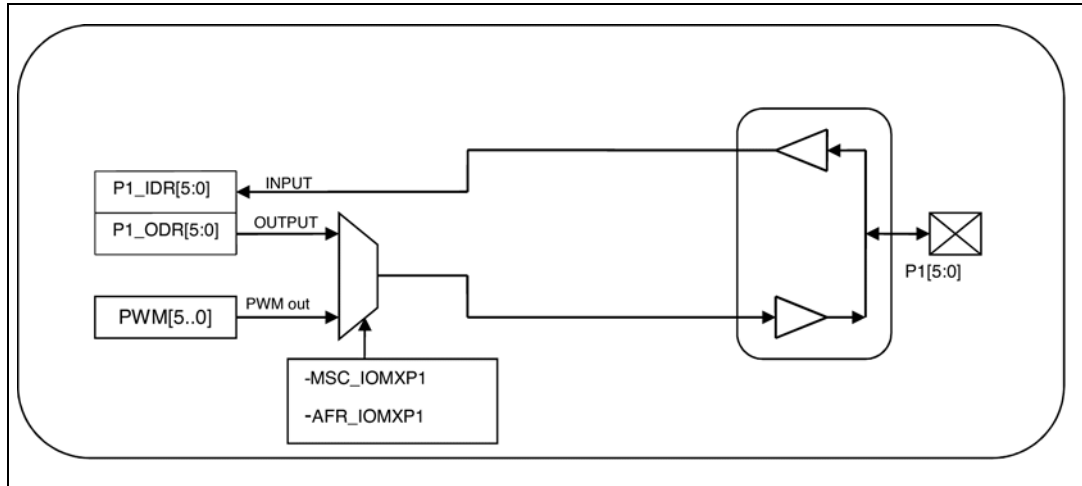 P1_IDR[5:0]
INPUT
P1_ODR[5:0]
OUTPUT
P1[5:0]
PWM[5..0]
PWM out
-MSC_IOMXP1
-AFR_IOMXP1